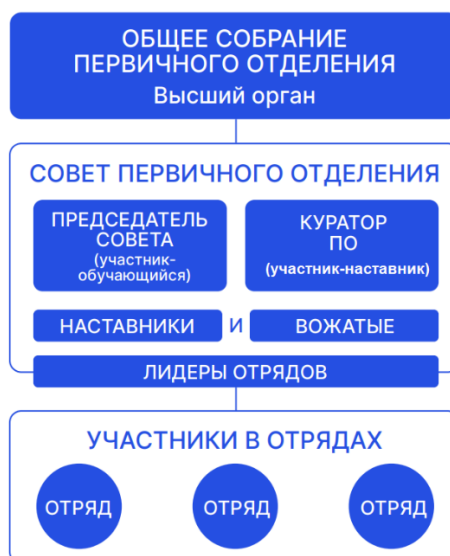 ОБЩЕЕ СОБРАНИЕ
ПЕРВИЧНОГО ОТДЕЛЕНИЯ
Высший орган
СОВЕТ ПЕРВИЧНОГО ОТДЕЛЕНИЯ
ПРЕДСЕДАТЕЛЬ
СОВЕТА
(участник-
обучающийся)
КУРАТОР
ПО
(участник-наставник)
НАСТАВНИКИ И ВОЖАТЫЕ
ЛИДЕРЫ ОТРЯДОВ
УЧАСТНИКИ В ОТРЯДАХ
ОТРЯД ОТРЯД ОТРЯД